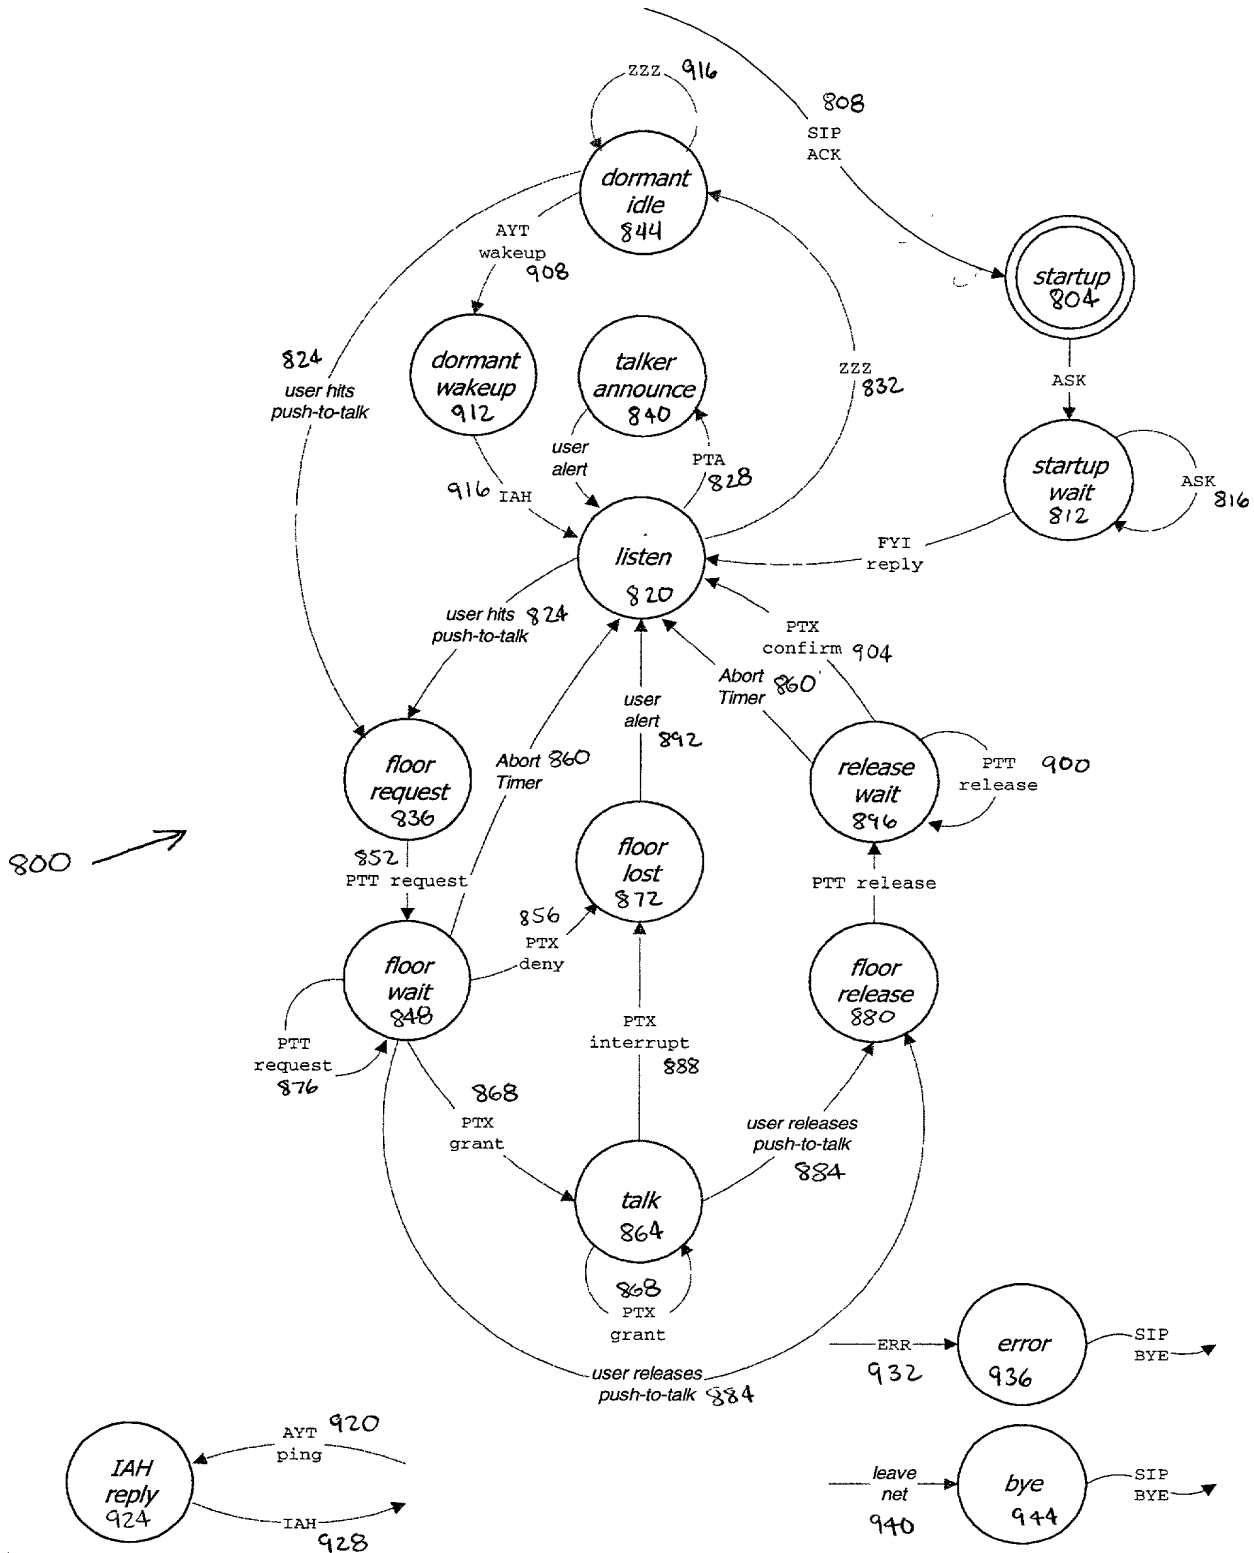 ZZZ 916
808
SIP
ACK
dormant
idle
844
AYT
wakeup
908
startup
804
824
user hits
push-to-talk
dormant
wakeup
912
talker
announce
840
ZZZ
832
ASK
user
alert
PTA
828
916 IAH
startup
wait
812
ASK
816
FYI
reply
listen
820
user hits 824
push-to-talk
PTX
confirm 904
Abort 860
Timer
user
alert
892
floor
request
836
Abort 860
Timer
release
wait
896
PTT 900
release
800
852
PTT request
floor
lost
872
PTT release
856
PTX
deny
floor
wait
848
floor
release
880
PTT
request
876
PTX
interrupt
888
868
PTX
grant
user releases
push-to-talk
884
talk
864
868
PTX
grant
user releases
push-to-talk 884
ERR
932
error
936
SIP
BYE
AYT 920
ping
IAH
reply
924
IAH
928
leave
net
940
bye
944
SIP
BYE